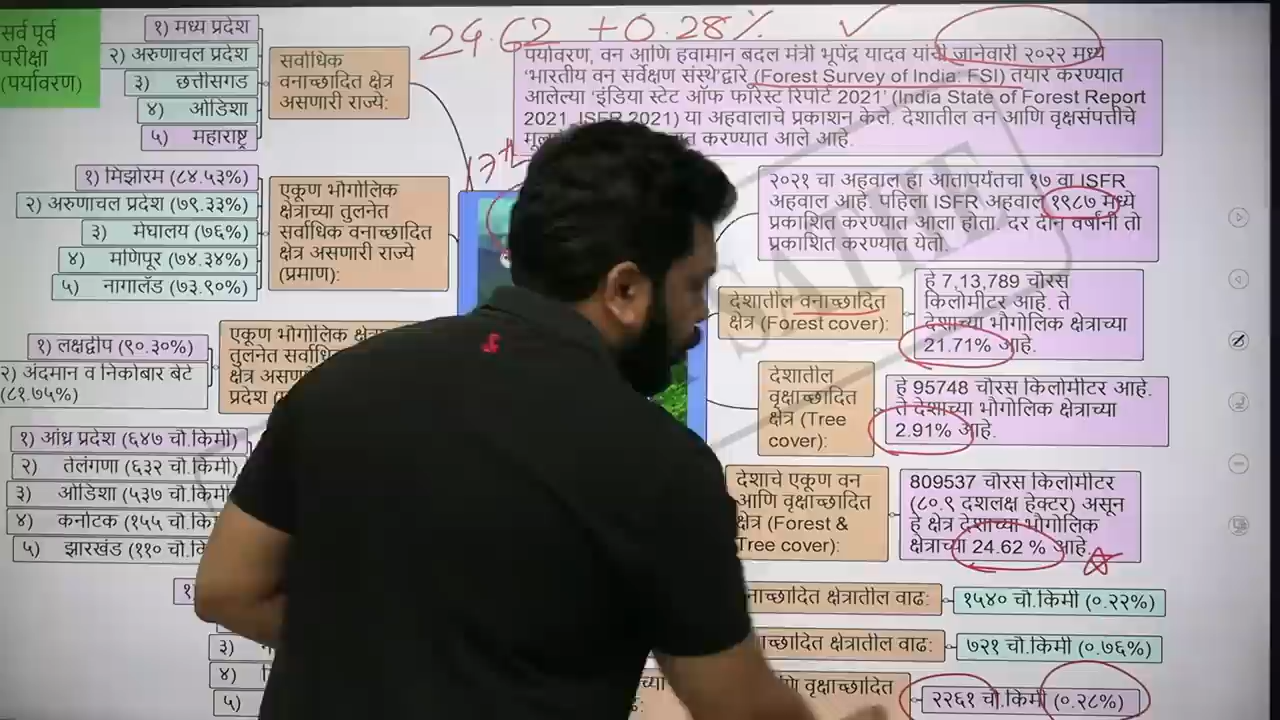 सर्व पूर्व
परीक्षा
(पर्यावरण)
24.62 +0.28%
१) मध्य प्रदेश
२) अरुणाचल प्रदेश
३) छत्तीसगड
४) ओडिशा
५) महाराष्ट्र
सर्वाधिक
वनाच्छादित क्षेत्र
असणारी राज्ये:
पर्यावरण, वन आणि हवामान बदल मंत्री भूपेंद्र यादव यांनी जानेवारी २०२२ मध्ये
'भारतीय वन सर्वेक्षण संस्थे'द्वारे (Forest Survey of India: FSI) तयार करण्यात
आलेल्या 'इंडिया स्टेट ऑफ फॉरेस्ट रिपोर्ट 2021' (India State of Forest Report
2021, ISFR 2021) या अहवालाचे प्रकाशन केले. देशातील वन आणि वृक्षसंपत्तीचे
करण्यात आले आहे.
17th
१) मिझोरम (८४.५३%)
२) अरुणाचल प्रदेश (७९.३३%)
३) मेघालय (७६%)
४) मणिपूर (७४.३४%)
५) नागालँड (७३.९०%)
एकूण भौगोलिक
क्षेत्राच्या तुलनेत
सर्वाधिक वनाच्छादित
क्षेत्र असणारी राज्ये
(प्रमाण):
२०२१ चा अहवाल हा आतापर्यंतचा १७ वा ISFR
अहवाल आहे. पहिला ISFR अहवाल १९८७ मध्ये
प्रकाशित करण्यात आला होता. दर दोन वर्षांनी तो
प्रकाशित करण्यात येतो.
SATHE
देशातील वनाच्छादित
क्षेत्र (Forest cover):
हे 7,13,789 चौरस
किलोमीटर आहे. ते
देशाच्या भौगोलिक क्षेत्राच्या
21.71% आहे.
१) लक्षद्वीप (९०.३०%)
२) अंदमान व निकोबार बेटे
(८१.७५%)
एकूण भौगोलिक
तुलनेत
क्षेत्र
प्रदेश
देशातील
वृक्षाच्छादित
क्षेत्र (Tree
cover):
हे 95748 चौरस किलोमीटर आहे.
ते देशाच्या भौगोलिक क्षेत्राच्या
2.91% आहे.
१) आंध्र प्रदेश (६४७ चौ.किमी)
२) तेलंगणा (६३२ चौ.किमी)
३) ओडिशा (५३७ चौ.किमी
४) कर्नाटक (१५५ चौ.कि
५) झारखंड (११० चौ.कि
देशाचे एकूण वन
आणि वृक्षाच्छादित
क्षेत्र (Forest &
Tree cover):
809537 चौरस किलोमीटर
(८०.९ दशलक्ष हेक्टर) असून
हे क्षेत्र देशाच्या भौगोलिक
क्षेत्राच्या 24.62 % आहे.
१
३)
४)
५)
क्षेत्रातील वाढ:
१५४० चौ.किमी (०.२२%)
क्षेत्रातील वाढ:
७२१ चौ.किमी (०.७६%)
वृक्षाच्छादित
२२६१ चौ.किमी (०.२८%)